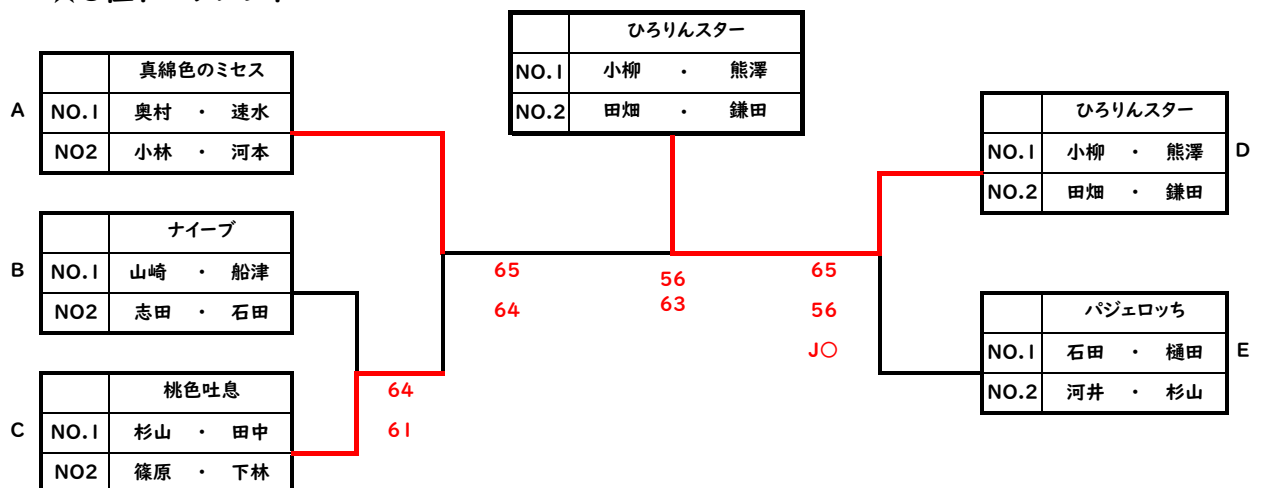 ひろりんスター
NO.1 小柳 ・ 熊澤
NO.2 田畑 ・ 鎌田
真綿色のミセス
A NO.1 奥村 ・ 速水
NO2 小林 ・ 河本
ナイーブ
B NO.1 山崎 ・ 船津
NO2 志田 ・ 石田
桃色吐息
C NO.1 杉山 ・ 田中
NO2 篠原 ・ 下林
64
61
65
64
56
63
65
56
J○
ひろりんスター
NO.1 小柳 ・ 熊澤 D
NO.2 田畑 ・ 鎌田
パジェロッち
NO.1 石田 ・ 樋田 E
NO.2 河井 ・ 杉山